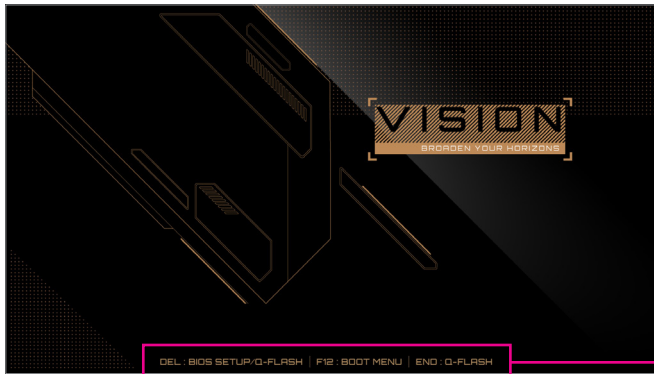 VISION
BROADEN YOUR HORIZONS
DEL : BIOS SETUP/Q-FLASH | F12 : BOOT MENU | END : Q-FLASH